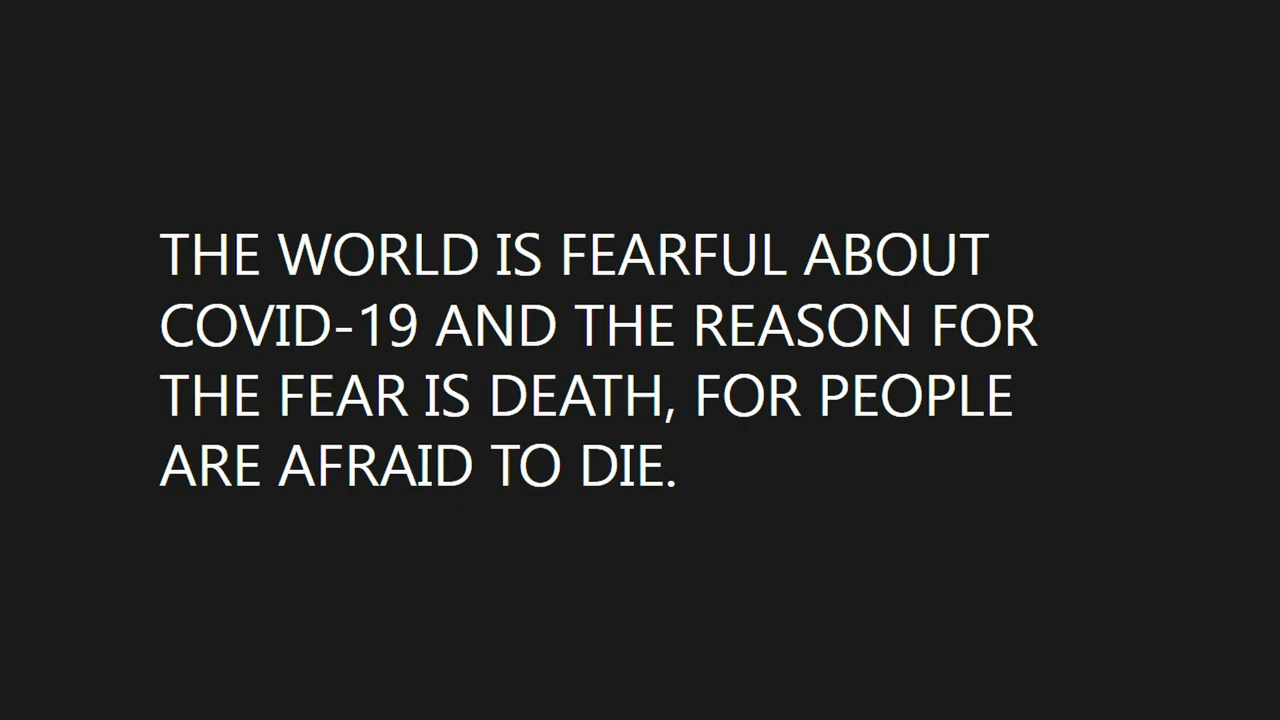 THE WORLD IS FEARFUL ABOUT
COVID-19 AND THE REASON FOR
THE FEAR IS DEATH, FOR PEOPLE
ARE AFRAID TO DIE.